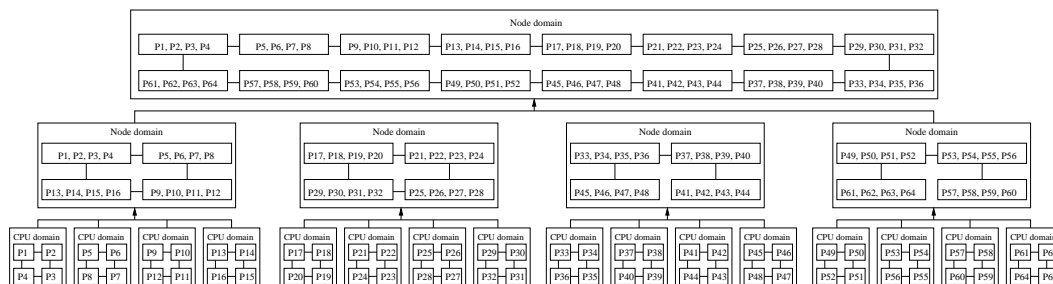 Node domain
P1, P2, P3, P4 P5, P6, P7, P8 P9, P10, P11, P12 P13, P14, P15, P16 P17, P18, P19, P20 P21, P22, P23, P24 P25, P26, P27, P28 P29, P30, P31, P32
P61, P62, P63, P64 P57, P58, P59, P60 P53, P54, P55, P56 P49, P50, P51, P52 P45, P46, P47, P48 P41, P42, P43, P44 P37, P38, P39, P40 P33, P34, P35, P36
Node domain Node domain Node domain Node domain
P1, P2, P3, P4 P5, P6, P7, P8 P17, P18, P19, P20 P21, P22, P23, P24 P33, P34, P35, P36 P37, P38, P39, P40 P49, P50, P51, P52 P53, P54, P55, P56
P13, P14, P15, P16 P9, P10, P11, P12 P29, P30, P31, P32 P25, P26, P27, P28 P45, P46, P47, P48 P41, P42, P43, P44 P61, P62, P63, P64 P57, P58, P59, P60
CPU domain CPU domain CPU domain CPU domain CPU domain CPU domain CPU domain CPU domain CPU domain CPU domain CPU domain CPU domain CPU domain CPU domain CPU domain CPU domain
P1 P2 P5 P6 P9 P10 P13 P14 P17 P18 P21 P22 P25 P26 P29 P30 P33 P34 P37 P38 P41 P42 P45 P46 P49 P50 P53 P54 P57 P58 P61
P4 P3 P8 P7 P12 P11 P16 P15 P20 P19 P24 P23 P28 P27 P32 P31 P36 P35 P40 P39 P44 P43 P48 P47 P52 P51 P56 P55 P60 P59 P64